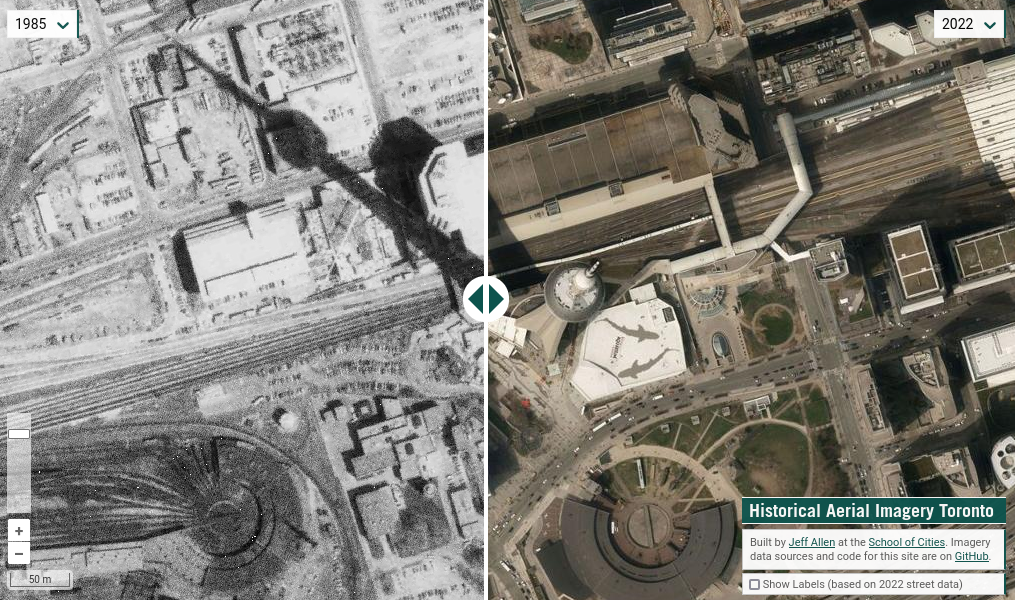 1985
2022
+
−
50 m
Historical Aerial Imagery Toronto
Built by Jeff Allen at the School of Cities. Imagery
data sources and code for this site are on GitHub.
Show Labels (based on 2022 street data)